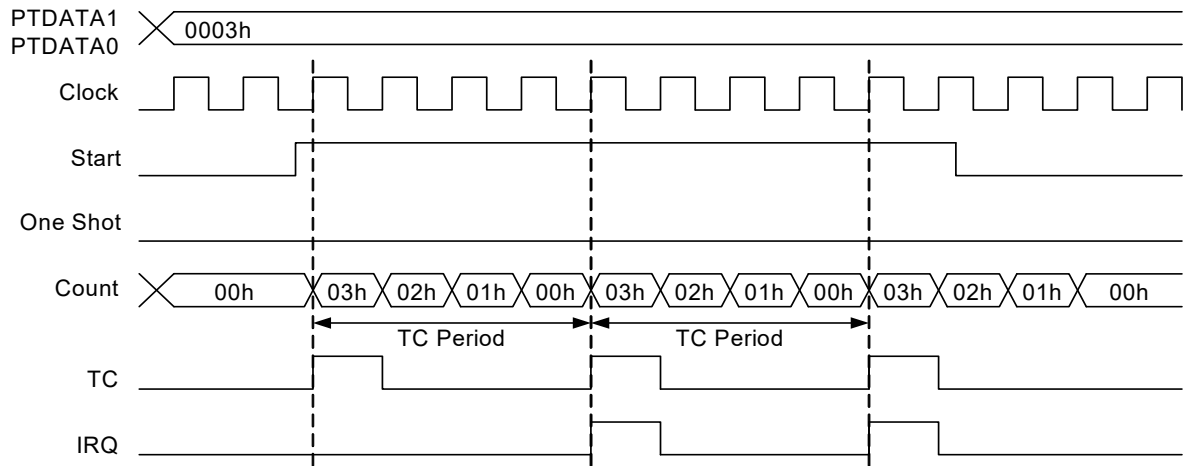 PTDATA1
PTDATA0
0003h
Clock
Start
One Shot
Count
00h 03h 02h 01h 00h 03h 02h 01h 00h 03h 02h 01h 00h
TC Period TC Period
TC
IRQ